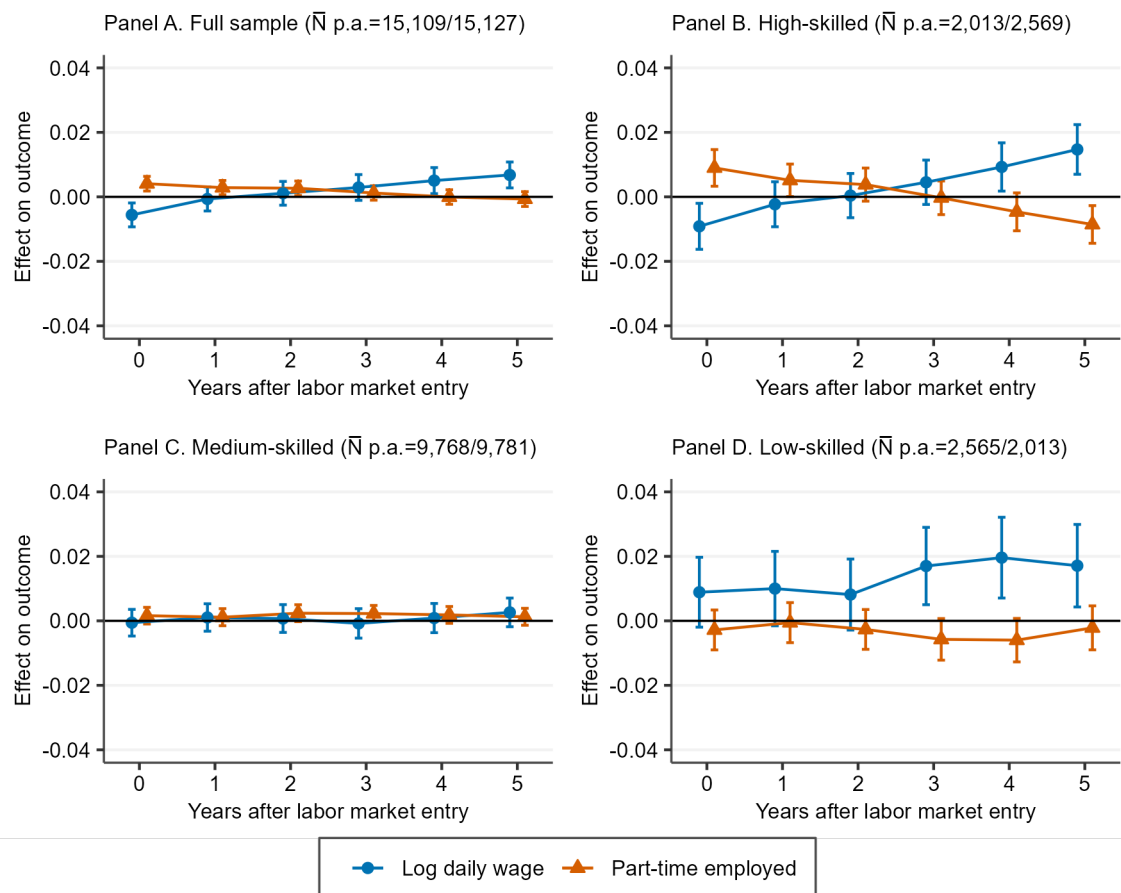 Panel A. Full sample (N̅ p.a.=15,109/15,127)
0.04
0.02
0.00
-0.02
-0.04
Effect on outcome
0 1 2 3 4 5
Years after labor market entry
Panel B. High-skilled (N̅ p.a.=2,013/2,569)
0.04
0.02
0.00
-0.02
-0.04
Effect on outcome
0 1 2 3 4 5
Years after labor market entry
Panel C. Medium-skilled (N̅ p.a.=9,768/9,781)
0.04
0.02
0.00
-0.02
-0.04
Effect on outcome
0 1 2 3 4 5
Years after labor market entry
Panel D. Low-skilled (N̅ p.a.=2,565/2,013)
0.04
0.02
0.00
-0.02
-0.04
Effect on outcome
0 1 2 3 4 5
Years after labor market entry
Log daily wage Part-time employed